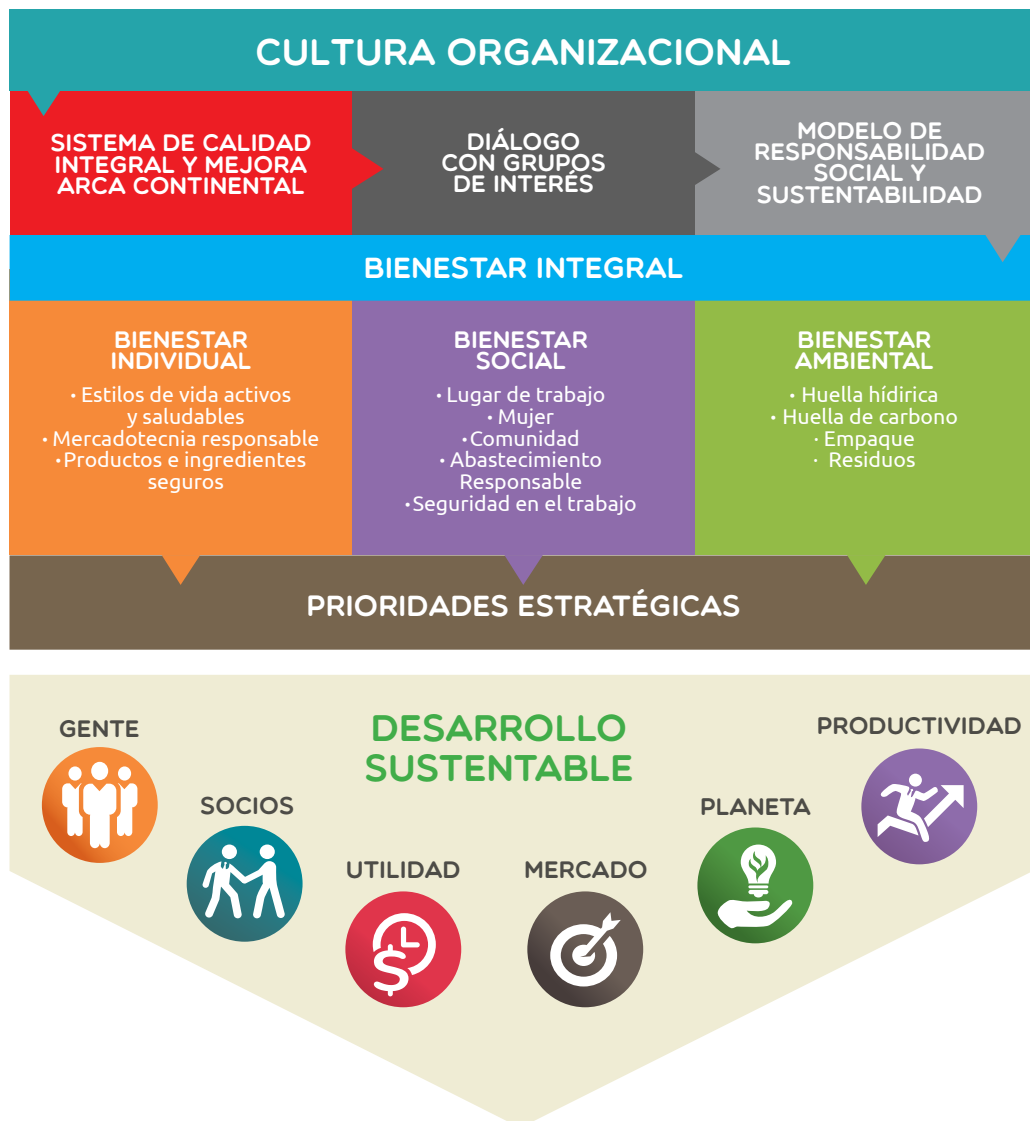 CULTURA ORGANIZACIONAL
SISTEMA DE CALIDAD
INTEGRAL Y MEJORA
ARCA CONTINENTAL
DIÁLOGO
CON GRUPOS
DE INTERÉS
MODELO DE
RESPONSABILIDAD
SOCIAL Y
SUSTENTABILIDAD
BIENESTAR INTEGRAL
BIENESTAR
INDIVIDUAL
• Estilos de vida activos
y saludables
• Mercadotecnia responsable
•Productos e ingredientes
seguros
BIENESTAR
SOCIAL
• Lugar de trabajo
• Mujer
•Comunidad
• Abastecimiento
Responsable
•Seguridad en el trabajo
BIENESTAR
AMBIENTAL
• Huella hídirica
• Huella de carbono
• Empaque
• Residuos
PRIORIDADES ESTRATÉGICAS
DESARROLLO
SUSTENTABLE
GENTE
SOCIOS
UTILIDAD
MERCADO
PLANETA
PRODUCTIVIDAD